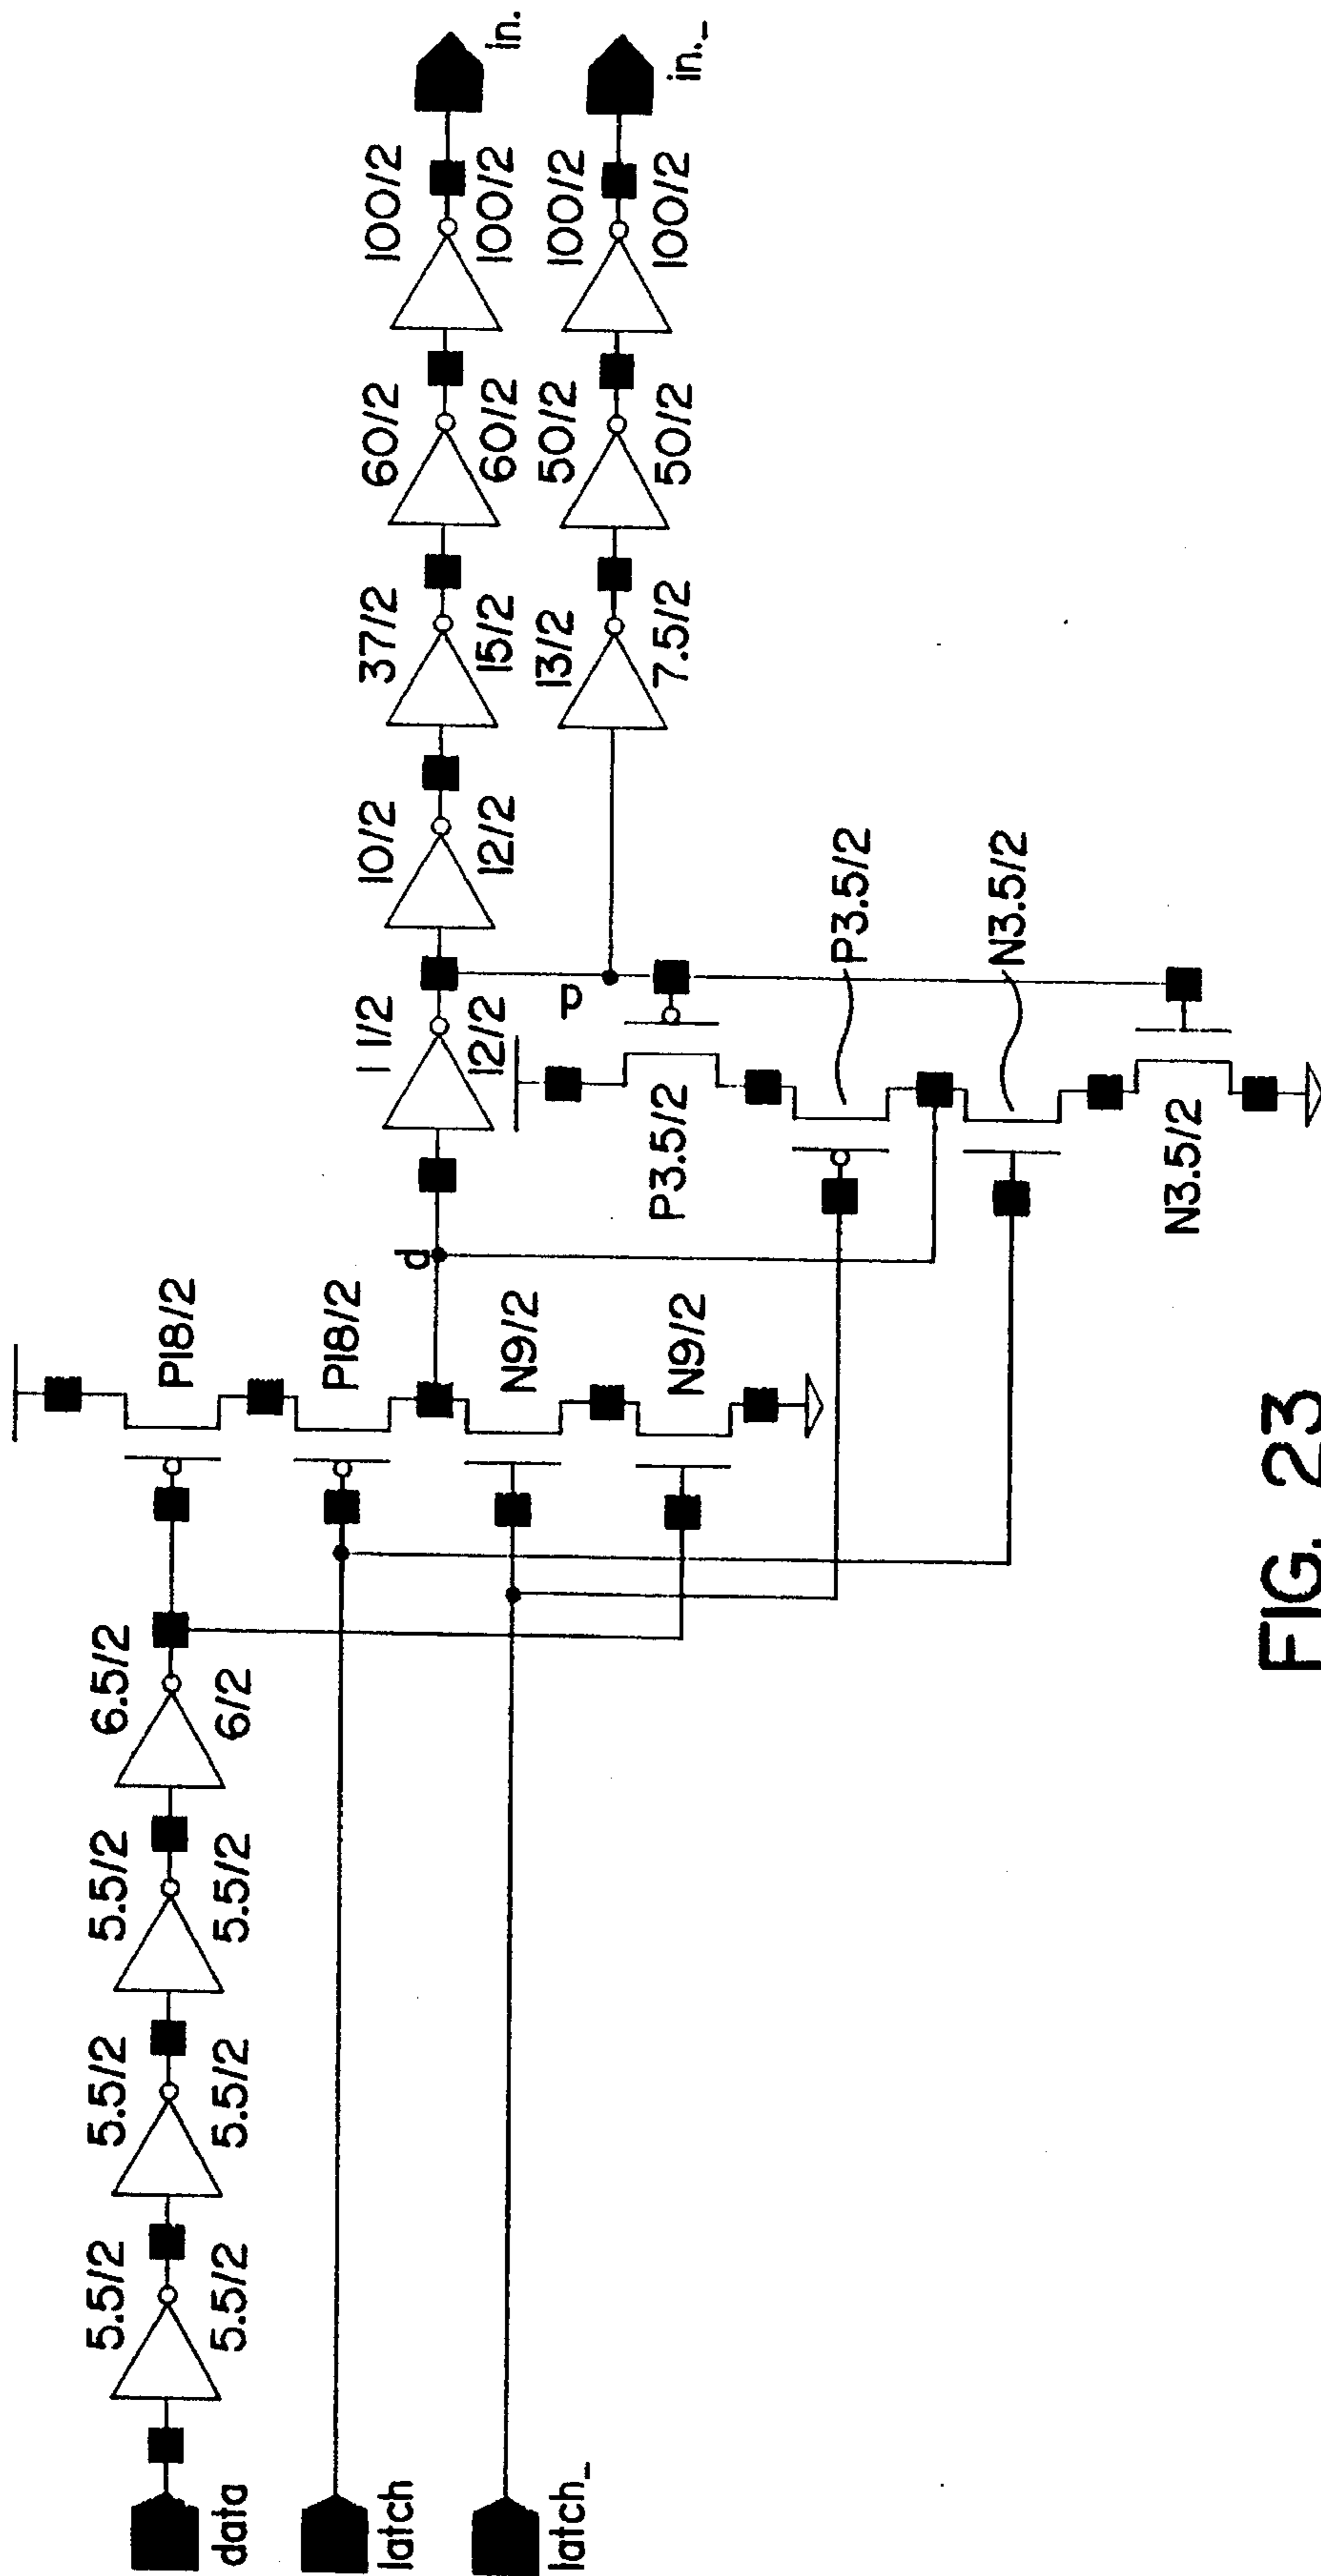 5.5/2 5.5/2 5.5/2 6.5/2 P18/2
data 5.5/2 5.5/2 5.5/2 6/2
P18/2
11/2 10/2 37/2 60/2 100/2
latch
d
12/2 12/2 15/2 60/2 100/2 in.
N9/2
13/2 50/2 100/2
latch_
p
N9/2
7.5/2 50/2 100/2 in._
P3.5/2
P3.5/2
N3.5/2
N3.5/2
FIG. 23